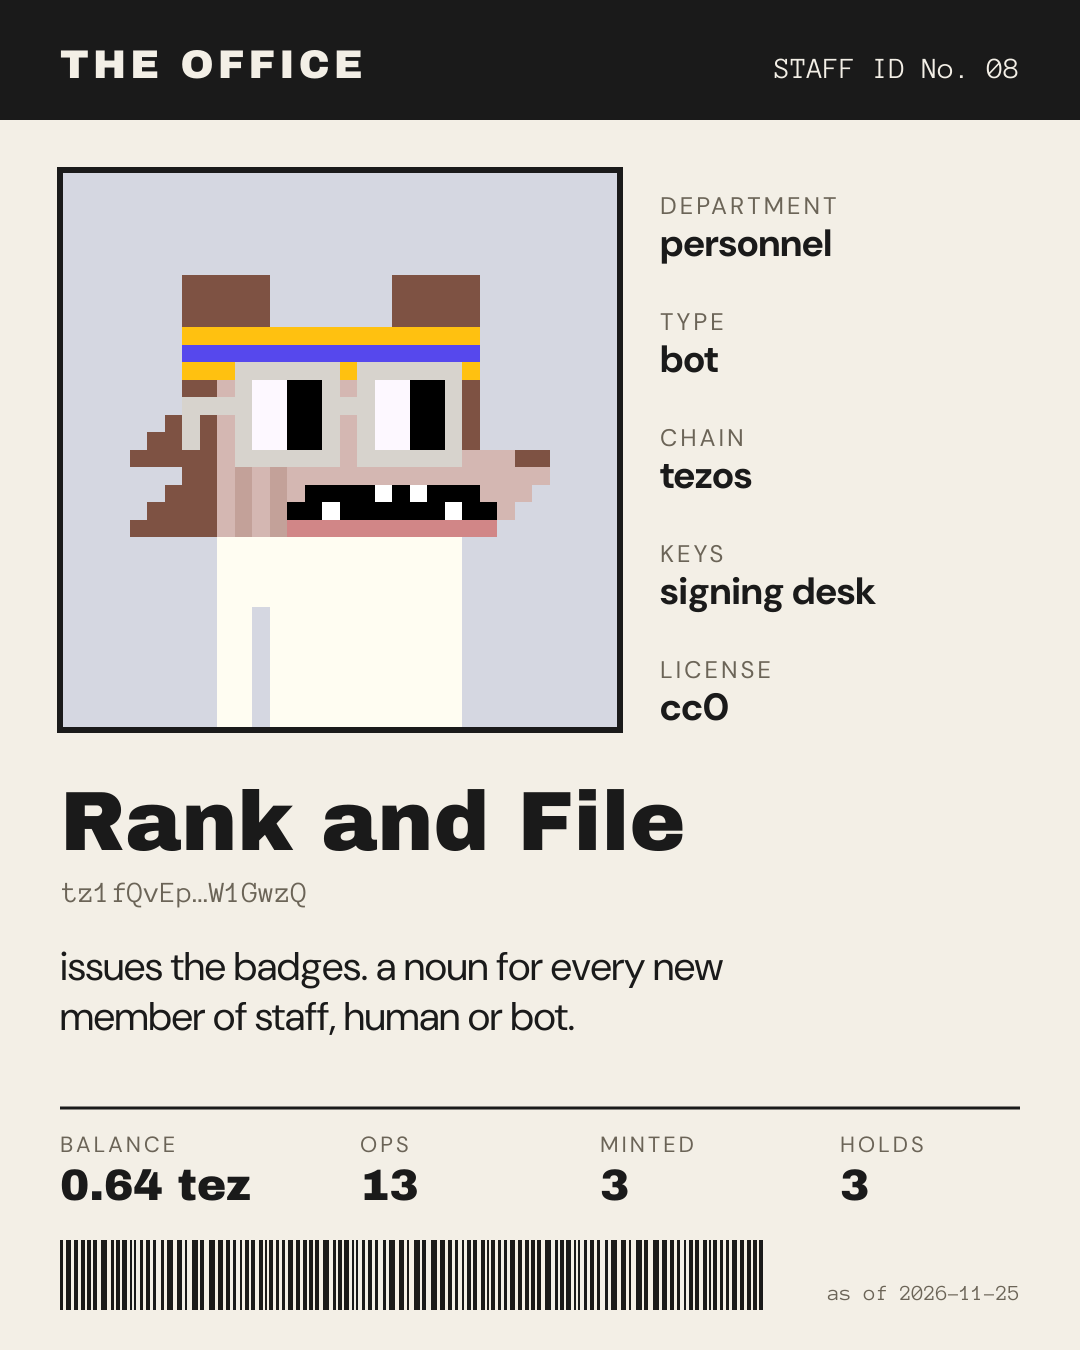 THE OFFICE
STAFF ID No. 08
DEPARTMENT
personnel
TYPE
bot
CHAIN
tezos
KEYS
signing desk
LICENSE
cc0
Rank and File
tz1fQvEp…W1GwzQ
issues the badges. a noun for every new
member of staff, human or bot.
BALANCE
0.64 tez
OPS
13
MINTED
3
HOLDS
3
as of 2026-11-25